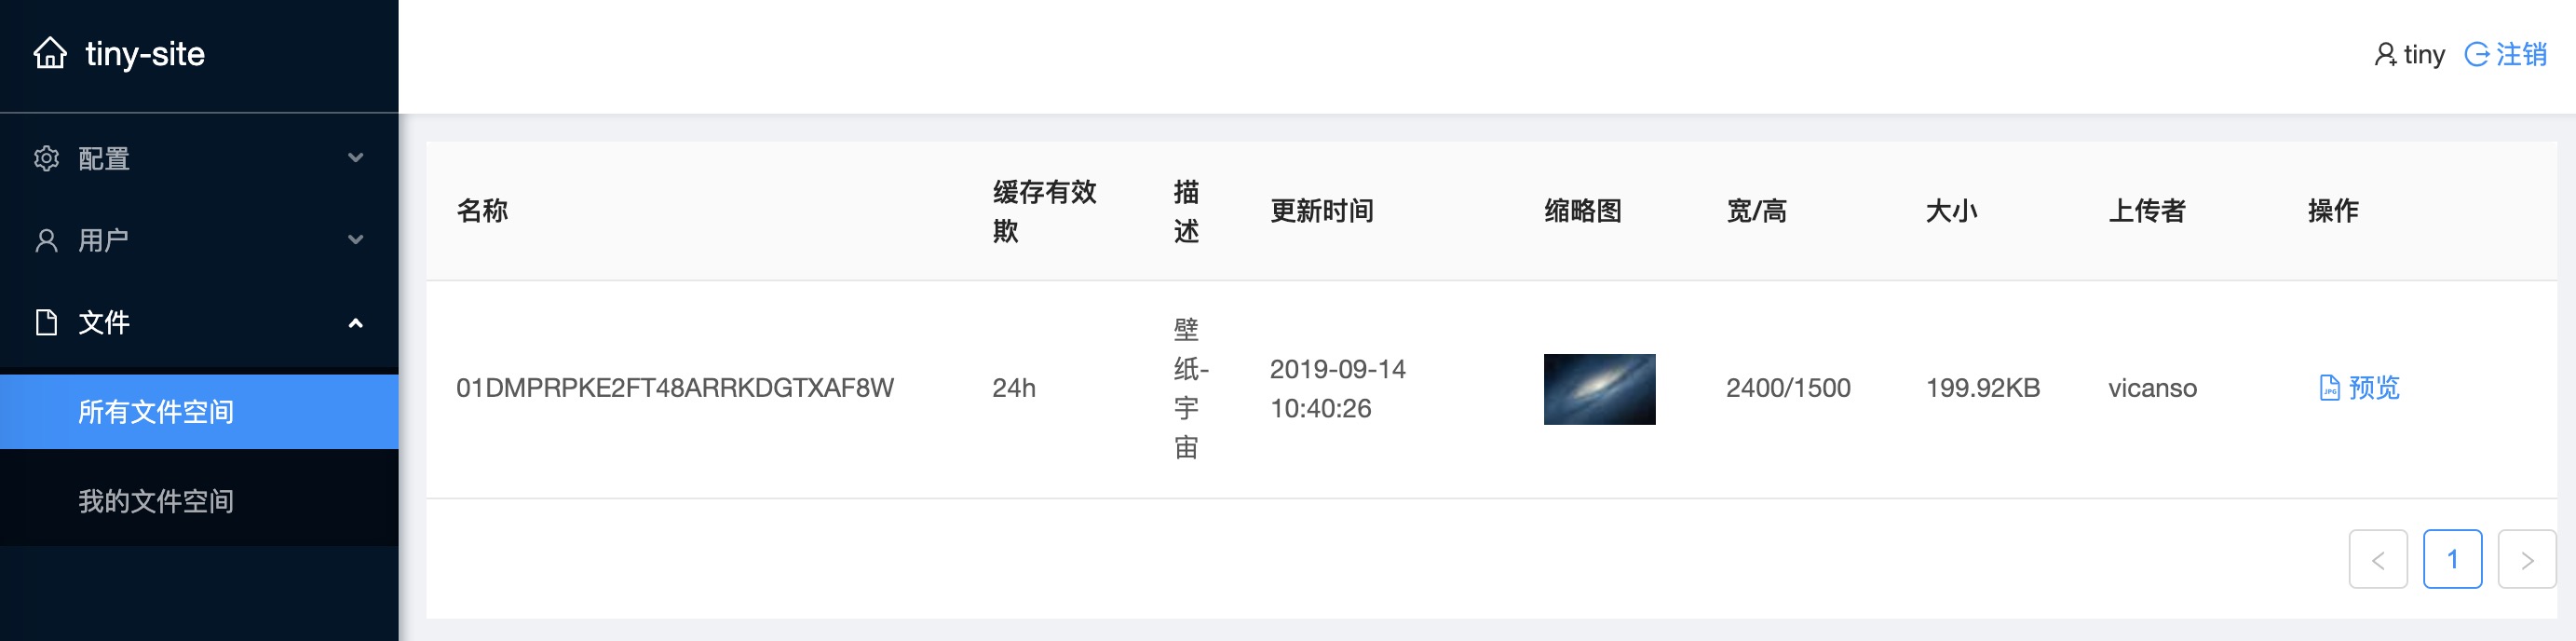 tiny-site
tiny 注销
配置
用户
文件
所有文件空间
我的文件空间
名称
缓存有效
欺
描
述
更新时间
缩略图
宽/高
大小
上传者
操作
01DMPRPKE2FT48ARRKDGTXAF8W
24h
壁
纸-
宇
宙
2019-09-14
10:40:26
2400/1500
199.92KB
vicanso
JPG
预览
1